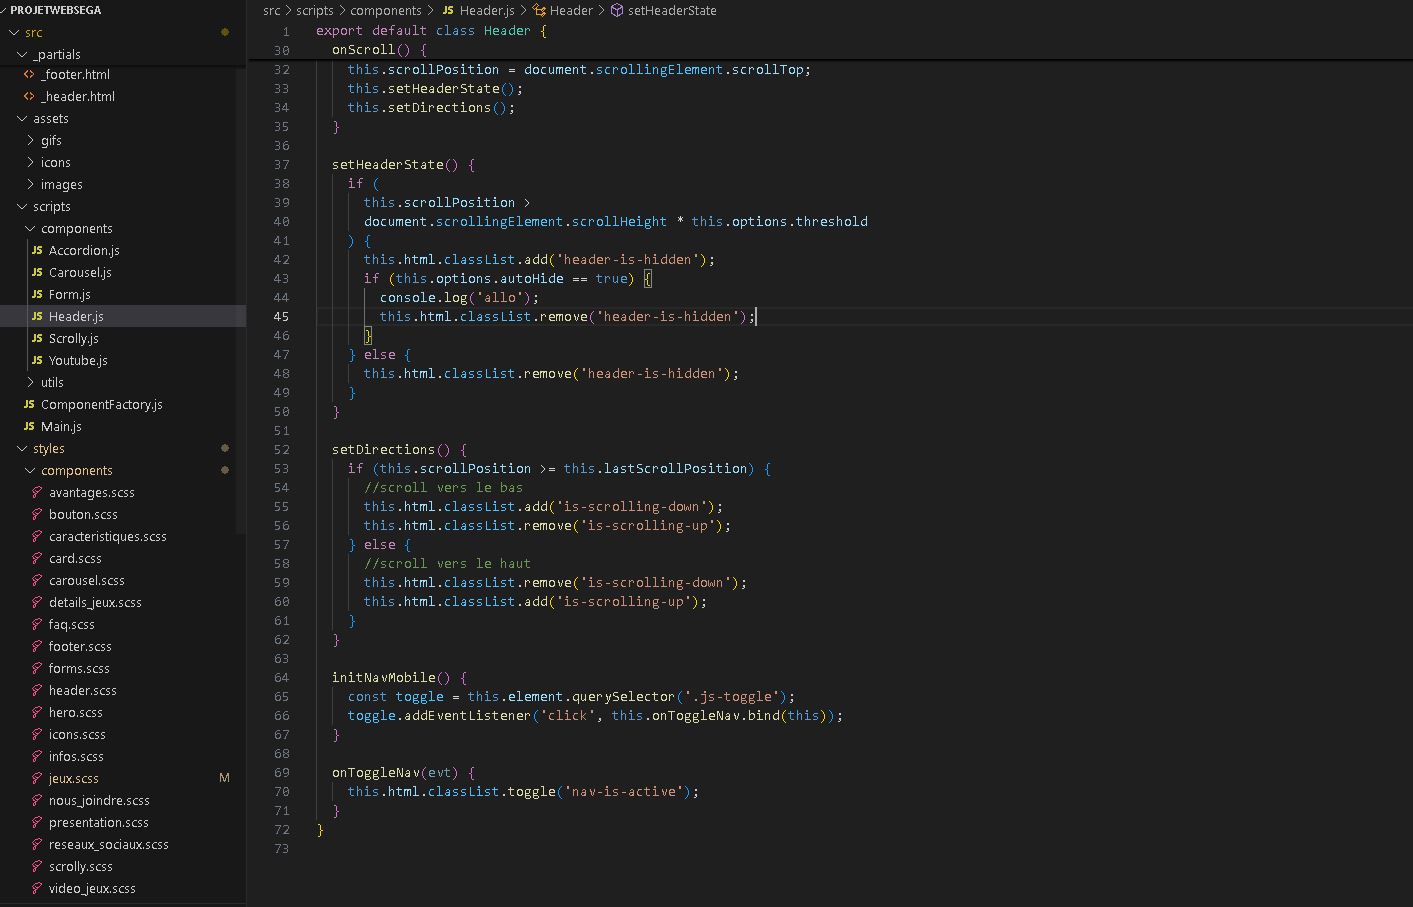 PROJETWEBSEGA
src
_partials
_footer.html
_header.html
assets
gifs
icons
images
scripts
components
JS Accordion.js
JS Carousel.js
JS Form.js
JS Header.js
JS Scrolly.js
JS Youtube.js
utils
JS ComponentFactory.js
JS Main.js
styles
components
avantages.scss
bouton.scss
caracteristiques.scss
card.scss
carousel.scss
details_jeux.scss
faq.scss
footer.scss
forms.scss
header.scss
hero.scss
icons.scss
infos.scss
jeux.scss M
nous_joindre.scss
presentation.scss
reseaux_sociaux.scss
scrolly.scss
video_jeux.scss
src > scripts > components > JS Header.js > Header > setHeaderState
1 export default class Header {
30 onScroll() {
32 this.scrollPosition = document.scrollingElement.scrollTop;
33 this.setHeaderState();
34 this.setDirections();
35 }
36
37 setHeaderState() {
38 if (
39 this.scrollPosition >
40 document.scrollingElement.scrollHeight * this.options.threshold
41 ) {
42 this.html.classList.add('header-is-hidden');
43 if (this.options.autoHide == true) {
44 console.log('allo');
45 this.html.classList.remove('header-is-hidden');
46 }
47 } else {
48 this.html.classList.remove('header-is-hidden');
49 }
50 }
51
52 setDirections() {
53 if (this.scrollPosition >= this.lastScrollPosition) {
54 //scroll vers le bas
55 this.html.classList.add('is-scrolling-down');
56 this.html.classList.remove('is-scrolling-up');
57 } else {
58 //scroll vers le haut
59 this.html.classList.remove('is-scrolling-down');
60 this.html.classList.add('is-scrolling-up');
61 }
62 }
63
64 initNavMobile() {
65 const toggle = this.element.querySelector('.js-toggle');
66 toggle.addEventListener('click', this.onToggleNav.bind(this));
67 }
68
69 onToggleNav(evt) {
70 this.html.classList.toggle('nav-is-active');
71 }
72 }
73